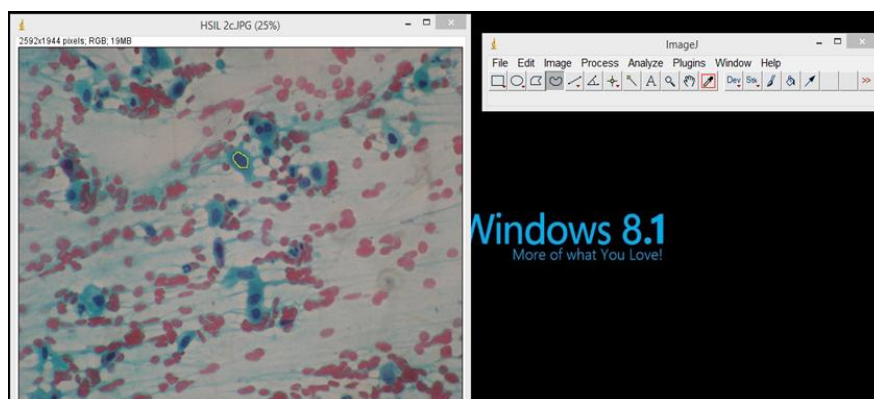 HSIL 2c.JPG (25%)
2592x1944 pixels; RGB; 19MB
ImageJ
File Edit Image Process Analyze Plugins Window Help
A Dev Stk >>
Windows 8.1
More of what You Love!